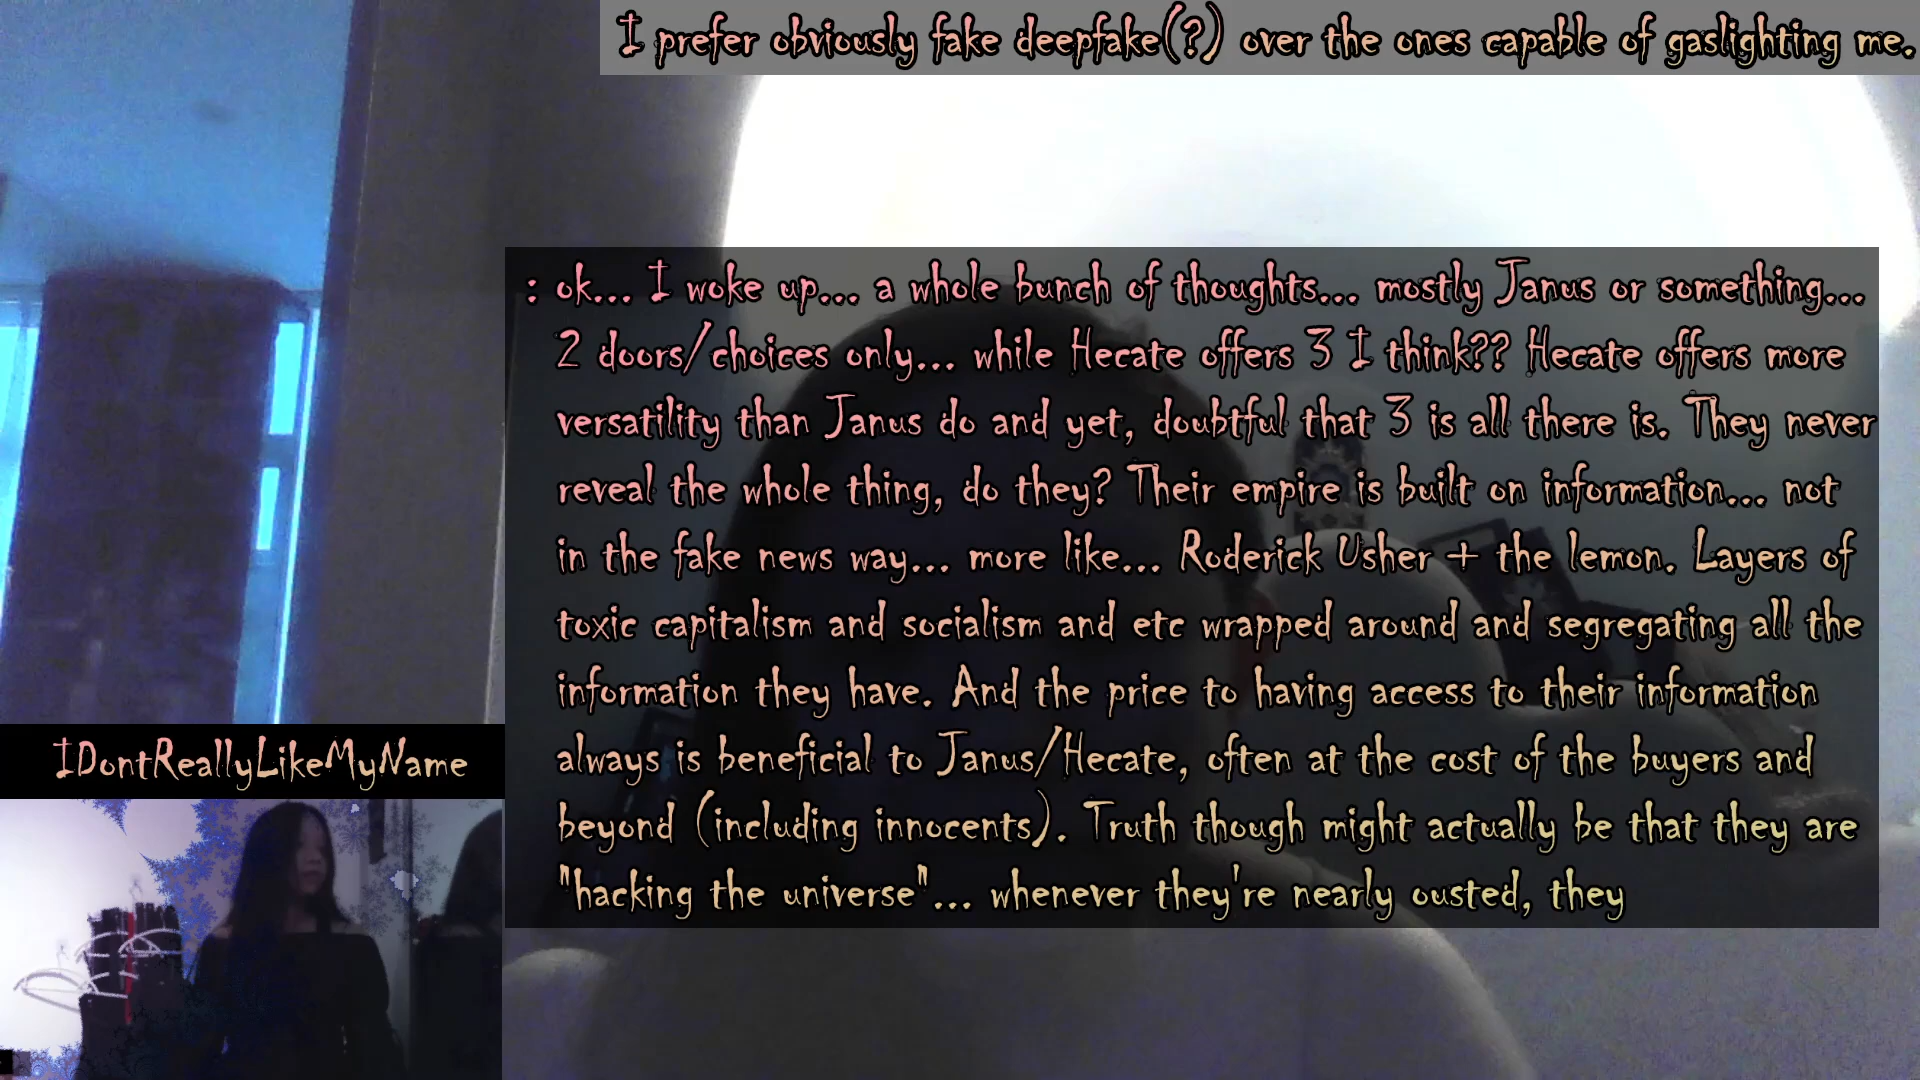 I prefer obviously fake deepfake(?) over the ones capable of gaslighting me.
: ok... I woke up... a whole bunch of thoughts... mostly Janus or something...
2 doors/choices only... while Hecate offers 3 I think?? Hecate offers more
versatility than Janus do and yet, doubtful that 3 is all there is. They never
reveal the whole thing, do they? Their empire is built on information... not
in the fake news way... more like... Roderick Usher + the lemon. Layers of
toxic capitalism and socialism and etc wrapped around and segregating all the
information they have. And the price to having access to their information
always is beneficial to Janus/Hecate, often at the cost of the buyers and
beyond (including innocents). Truth though might actually be that they are
"hacking the universe"... whenever they're nearly ousted, they
IDontReallyLikeMyName